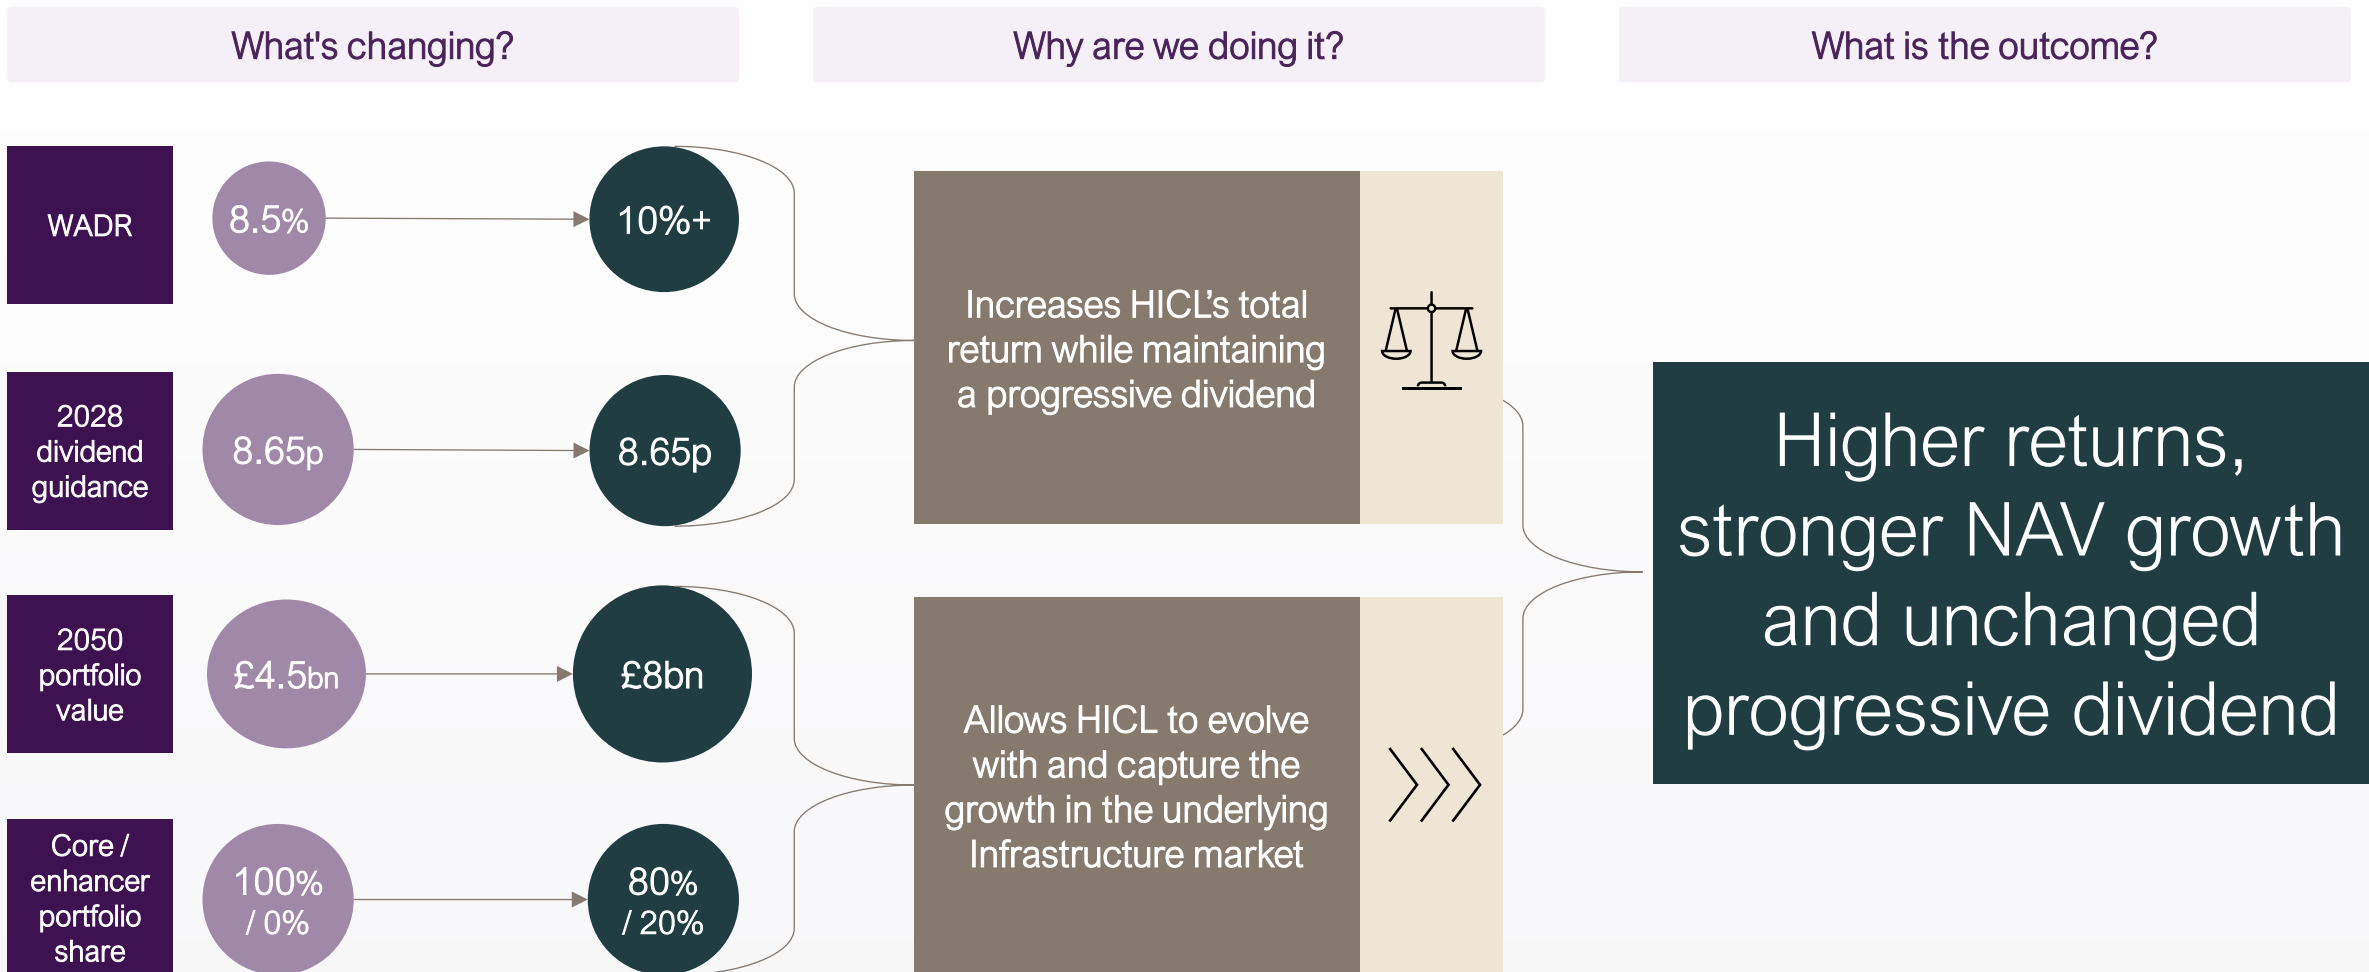 What's changing?
Why are we doing it?
What is the outcome?
WADR
8.5%
10%+
2028
dividend
guidance
8.65p
8.65p
Increases HICL’s total
return while maintaining
a progressive dividend
2050
portfolio
value
£4.5bn
£8bn
Core /
enhancer
portfolio
share
100%
/ 0%
80%
/ 20%
Allows HICL to evolve
with and capture the
growth in the underlying
Infrastructure market
Higher returns,
stronger NAV growth
and unchanged
progressive dividend